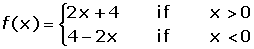 f(x) = { 2x + 4 if x > 0
4 − 2x if x < 0